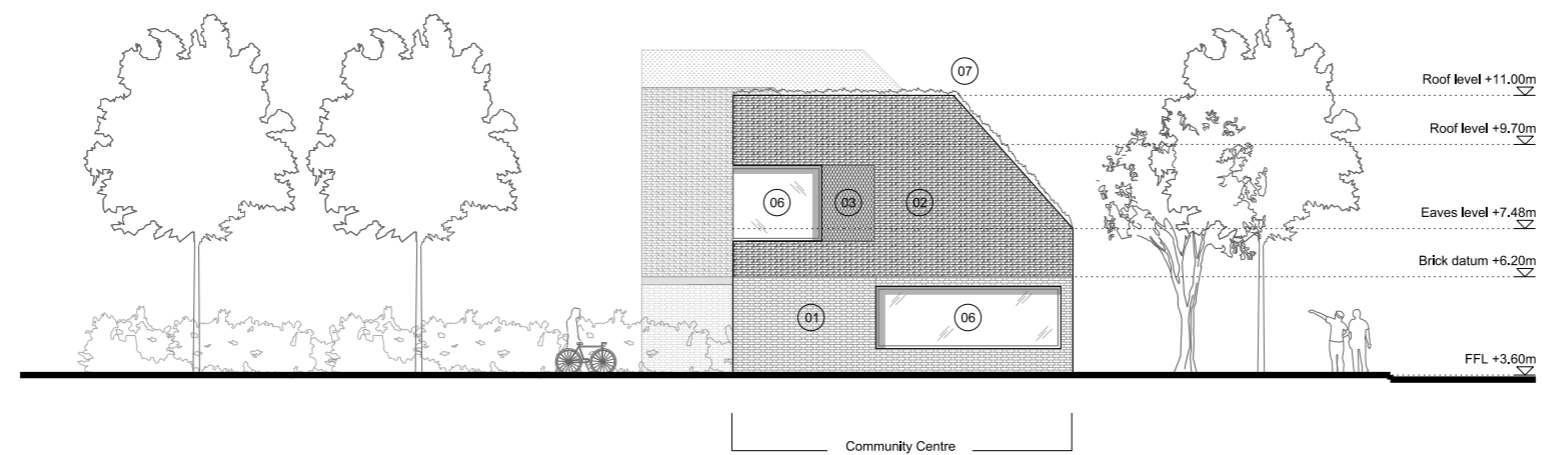 07
Roof level +11.00m
Roof level +9.70m
06
03
02
Eaves level +7.48m
Brick datum +6.20m
01
06
FFL +3.60m
Community Centre